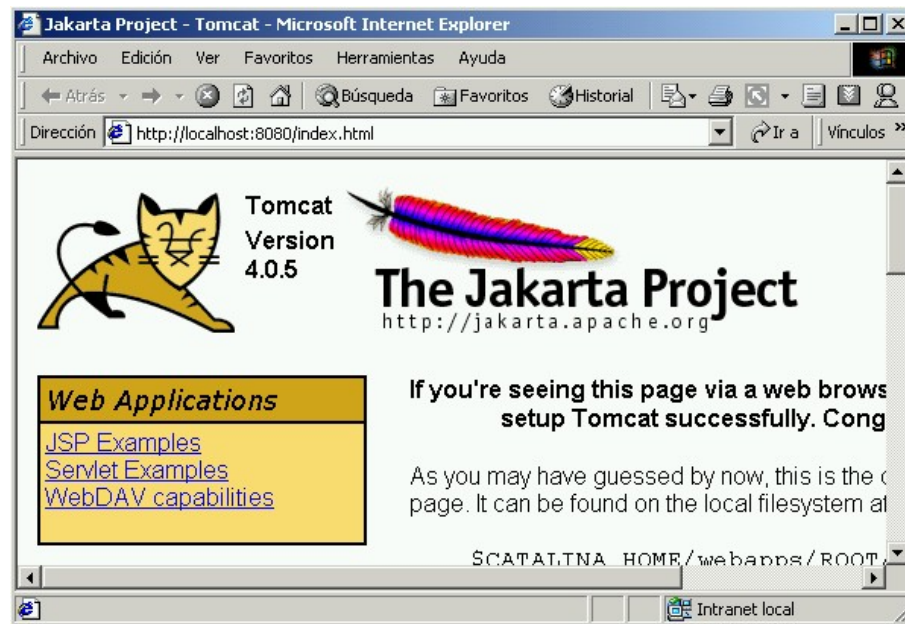 Jakarta Project - Tomcat - Microsoft Internet Explorer
Archivo Edición Ver Favoritos Herramientas Ayuda
Atrás Búsqueda Favoritos Historial
Dirección http://localhost:8080/index.html Ir a Vínculos »
Tomcat
Version
4.0.5
The Jakarta Project
http://jakarta.apache.org
Web Applications
JSP Examples
Servlet Examples
WebDAV capabilities
If you're seeing this page via a web brows
setup Tomcat successfully. Cong
As you may have guessed by now, this is the
page. It can be found on the local filesystem at
$CATALINA_HOME/webapps/ROOT/
Intranet local